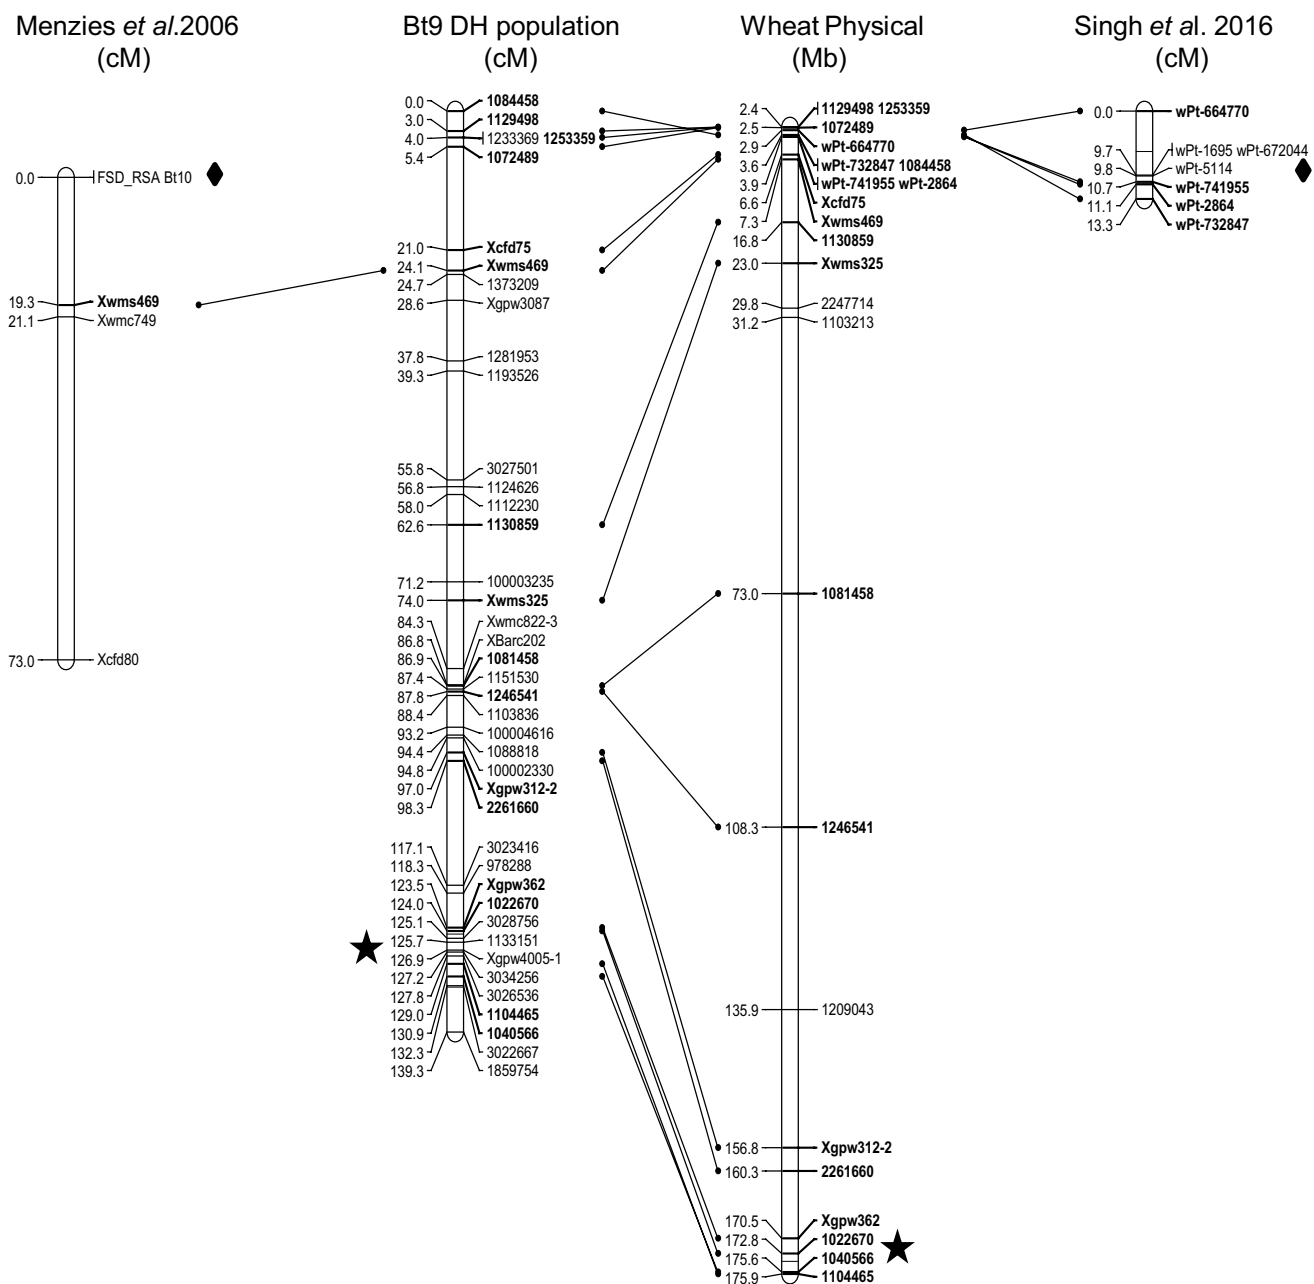 Menzies et al.2006
(cM)
0.0 FSD_RSA Bt10
19.3 Xwms469
21.1 Xwmc749
73.0 Xcfd80
Bt9 DH population
(cM)
0.0 1084458
3.0 1129498
4.0 1233369 1253359
5.4 1072489
21.0 Xcfd75
24.1 Xwms469
24.7 1373209
28.6 Xgpw3087
37.8 1281953
39.3 1193526
55.8 3027501
56.8 1124626
58.0 1112230
62.6 1130859
71.2 100003235
74.0 Xwms325
84.3 Xwmc822-3
86.8 XBarc202
86.9 1081458
87.4 1151530
87.8 1246541
88.4 1103836
93.2 100004616
94.4 1088818
94.8 100002330
97.0 Xgpw312-2
98.3 2261660
117.1 3023416
118.3 978288
123.5 Xgpw362
124.0 1022670
125.1 3028756
125.7 1133151
126.9 Xgpw4005-1
127.2 3034256
127.8 3026536
129.0 1104465
130.9 1040566
132.3 3022667
139.3 1859754
Wheat Physical
(Mb)
2.4 1129498 1253359
2.5 1072489
2.9 wPt-664770
3.6 wPt-732847 1084458
3.9 wPt-741955 wPt-2864
6.6 Xcfd75
7.3 Xwms469
16.8 1130859
23.0 Xwms325
29.8 2247714
31.2 1103213
73.0 1081458
108.3 1246541
135.9 1209043
156.8 Xgpw312-2
160.3 2261660
170.5 Xgpw362
172.8 1022670
175.6 1040566
175.9 1104465
Singh et al. 2016
(cM)
0.0 wPt-664770
9.7 wPt-1695 wPt-672044
9.8 wPt-5114
10.7 wPt-741955
11.1 wPt-2864
13.3 wPt-732847